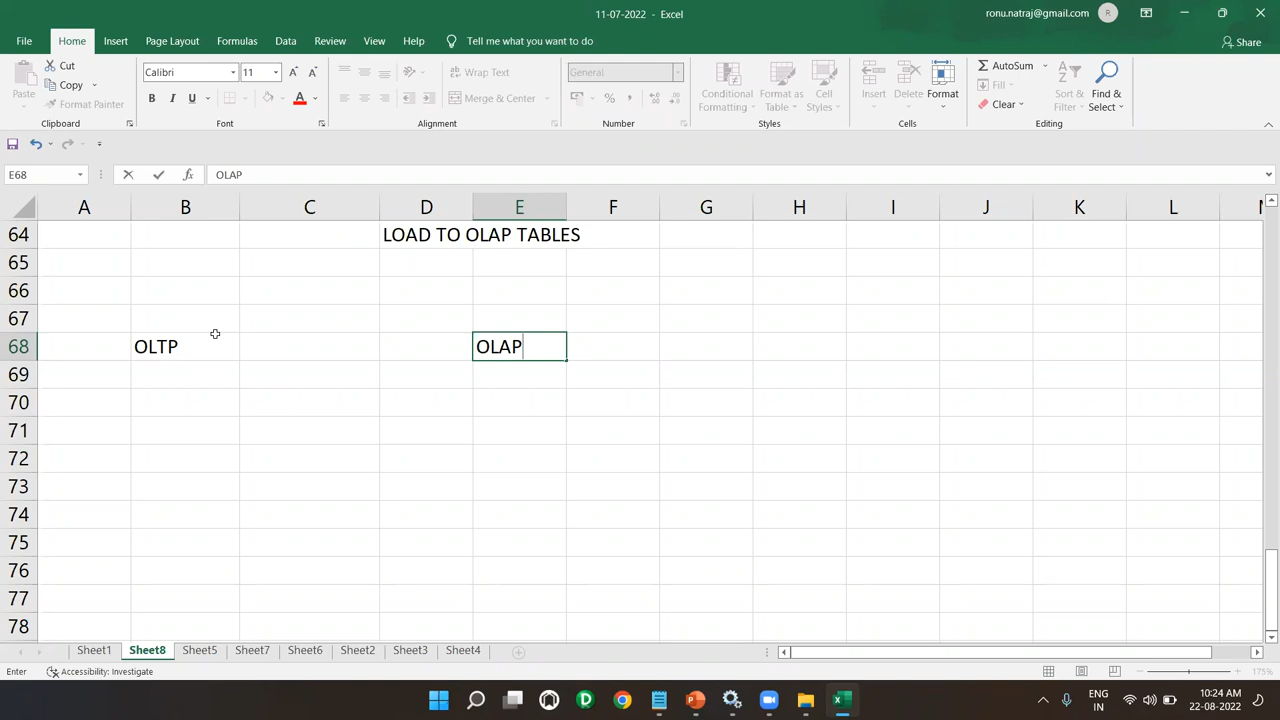 11-07-2022 - Excel
ronu.natraj@gmail.com
R
File Home Insert Page Layout Formulas Data Review View Help Tell me what you want to do
Share
Paste
Cut
Copy
Format Painter
Clipboard
Calibri 11 A A
B I U A
Font
Wrap Text
Merge & Center
Alignment
General
%
Number
Conditional Formatting
Format as Table
Cell Styles
Styles
Insert Delete Format
Cells
AutoSum
Fill
Clear
Sort & Filter
Find & Select
Editing
E68 fx OLAP
A B C D E F G H I J K L
64 LOAD TO OLAP TABLES
65
66
67
68 OLTP OLAP
69
70
71
72
73
74
75
76
77
78
Sheet1 Sheet8 Sheet5 Sheet7 Sheet6 Sheet2 Sheet3 Sheet4
Enter Accessibility: Investigate
175%
ENG
IN
10:24 AM
22-08-2022